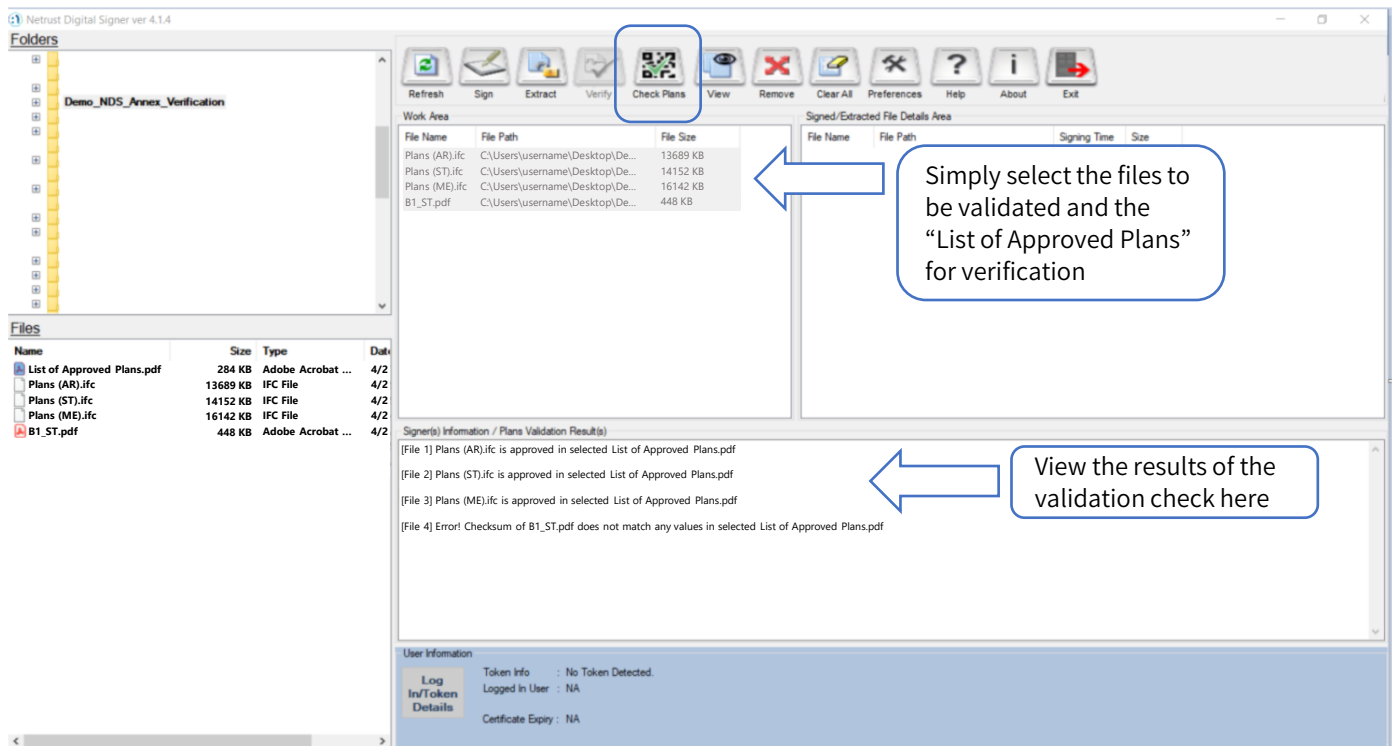 Netrust Digital Signer ver 4.1.4
Folders
Demo_NDS_Annex_Verification
Files
Name Size Type Date
List of Approved Plans.pdf 284 KB Adobe Acrobat ... 4/2
Plans (AR).ifc 13689 KB IFC File 4/2
Plans (ST).ifc 14152 KB IFC File 4/2
Plans (ME).ifc 16142 KB IFC File 4/2
B1_ST.pdf 448 KB Adobe Acrobat ... 4/2
Refresh Sign Extract Verify Check Plans View Remove Clear All Preferences Help About Exit
Work Area
File Name File Path File Size
Plans (AR).ifc C:\Users\username\Desktop\De... 13689 KB
Plans (ST).ifc C:\Users\username\Desktop\De... 14152 KB
Plans (ME).ifc C:\Users\username\Desktop\De... 16142 KB
B1_ST.pdf C:\Users\username\Desktop\De... 448 KB
Signed/Extracted File Details Area
File Name File Path Signing Time Size
Simply select the files to
be validated and the
“List of Approved Plans”
for verification
Signer(s) Information / Plans Validation Result(s)
[File 1] Plans (AR).ifc is approved in selected List of Approved Plans.pdf
[File 2] Plans (ST).ifc is approved in selected List of Approved Plans.pdf
[File 3] Plans (ME).ifc is approved in selected List of Approved Plans.pdf
[File 4] Error! Checksum of B1_ST.pdf does not match any values in selected List of Approved Plans.pdf
View the results of the
validation check here
User Information
Log
In/Token
Details
Token Info : No Token Detected.
Logged In User : NA
Certificate Expiry : NA